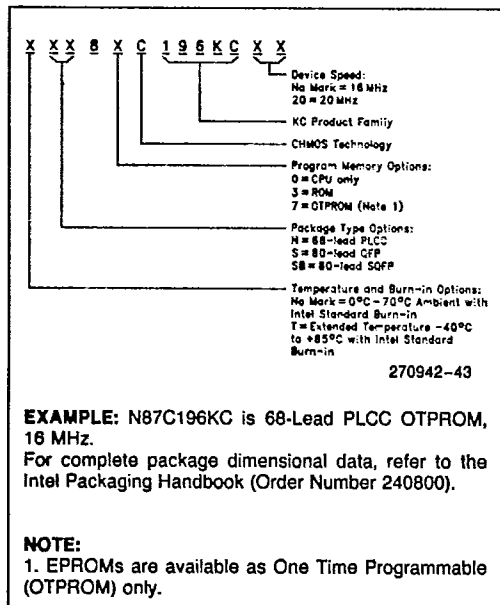 X XX 8 X C 196KC X X
Device Speed:
No Mark = 16 MHz
20 = 20 MHz
KC Product Family
CHMOS Technology
Program Memory Options:
0 = CPU only
3 = ROM
7 = OTPROM (Note 1)
Package Type Options:
N = 68-lead PLCC
S = 80-lead QFP
SB = 80-lead SQFP
Temperature and Burn-in Options:
No Mark = 0°C - 70°C Ambient with
Intel Standard Burn-in
T = Extended Temperature -40°C
to +85°C with Intel Standard
Burn-in
270942-43
EXAMPLE: N87C196KC is 68-Lead PLCC OTPROM,
16 MHz.
For complete package dimensional data, refer to the
Intel Packaging Handbook (Order Number 240800).
NOTE:
1. EPROMs are available as One Time Programmable
(OTPROM) only.